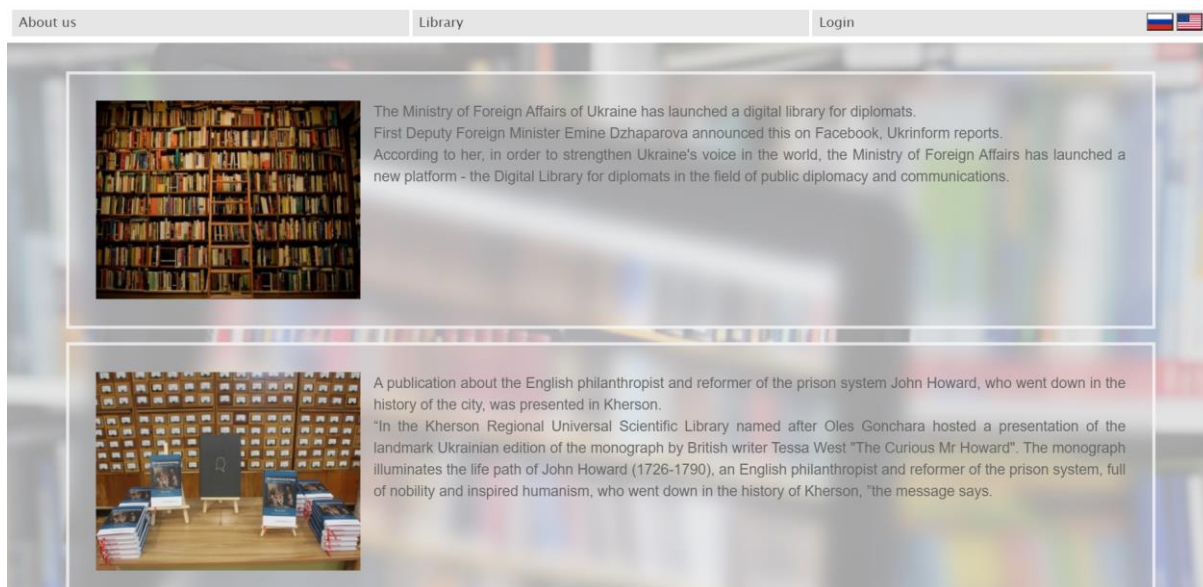 About us
Library
Login
The Ministry of Foreign Affairs of Ukraine has launched a digital library for diplomats.
First Deputy Foreign Minister Emine Dzhaparova announced this on Facebook, Ukrinform reports.
According to her, in order to strengthen Ukraine's voice in the world, the Ministry of Foreign Affairs has launched a
new platform - the Digital Library for diplomats in the field of public diplomacy and communications.
A publication about the English philanthropist and reformer of the prison system John Howard, who went down in the
history of the city, was presented in Kherson.
"In the Kherson Regional Universal Scientific Library named after Oles Gonchara hosted a presentation of the
landmark Ukrainian edition of the monograph by British writer Tessa West "The Curious Mr Howard". The monograph
illuminates the life path of John Howard (1726-1790), an English philanthropist and reformer of the prison system, full
of nobility and inspired humanism, who went down in the history of Kherson, "the message says.